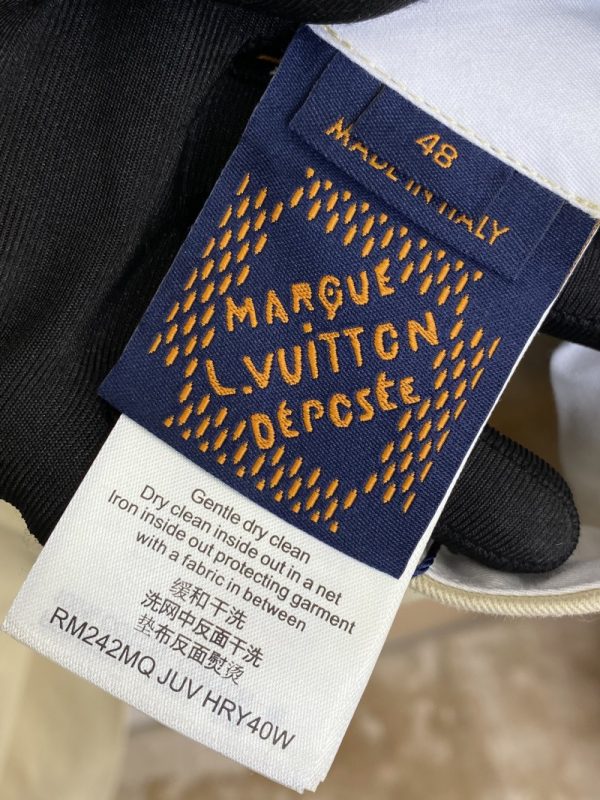 48
MADE IN ITALY
MARQUE
L.VUITTON
DÉPOSÉE
Gentle dry clean
Dry clean inside out in a net
Iron inside out protecting garment
with a fabric in between
缓和干洗
洗网中反面干洗
垫布反面熨烫
RM242MQ JUV HRY40W